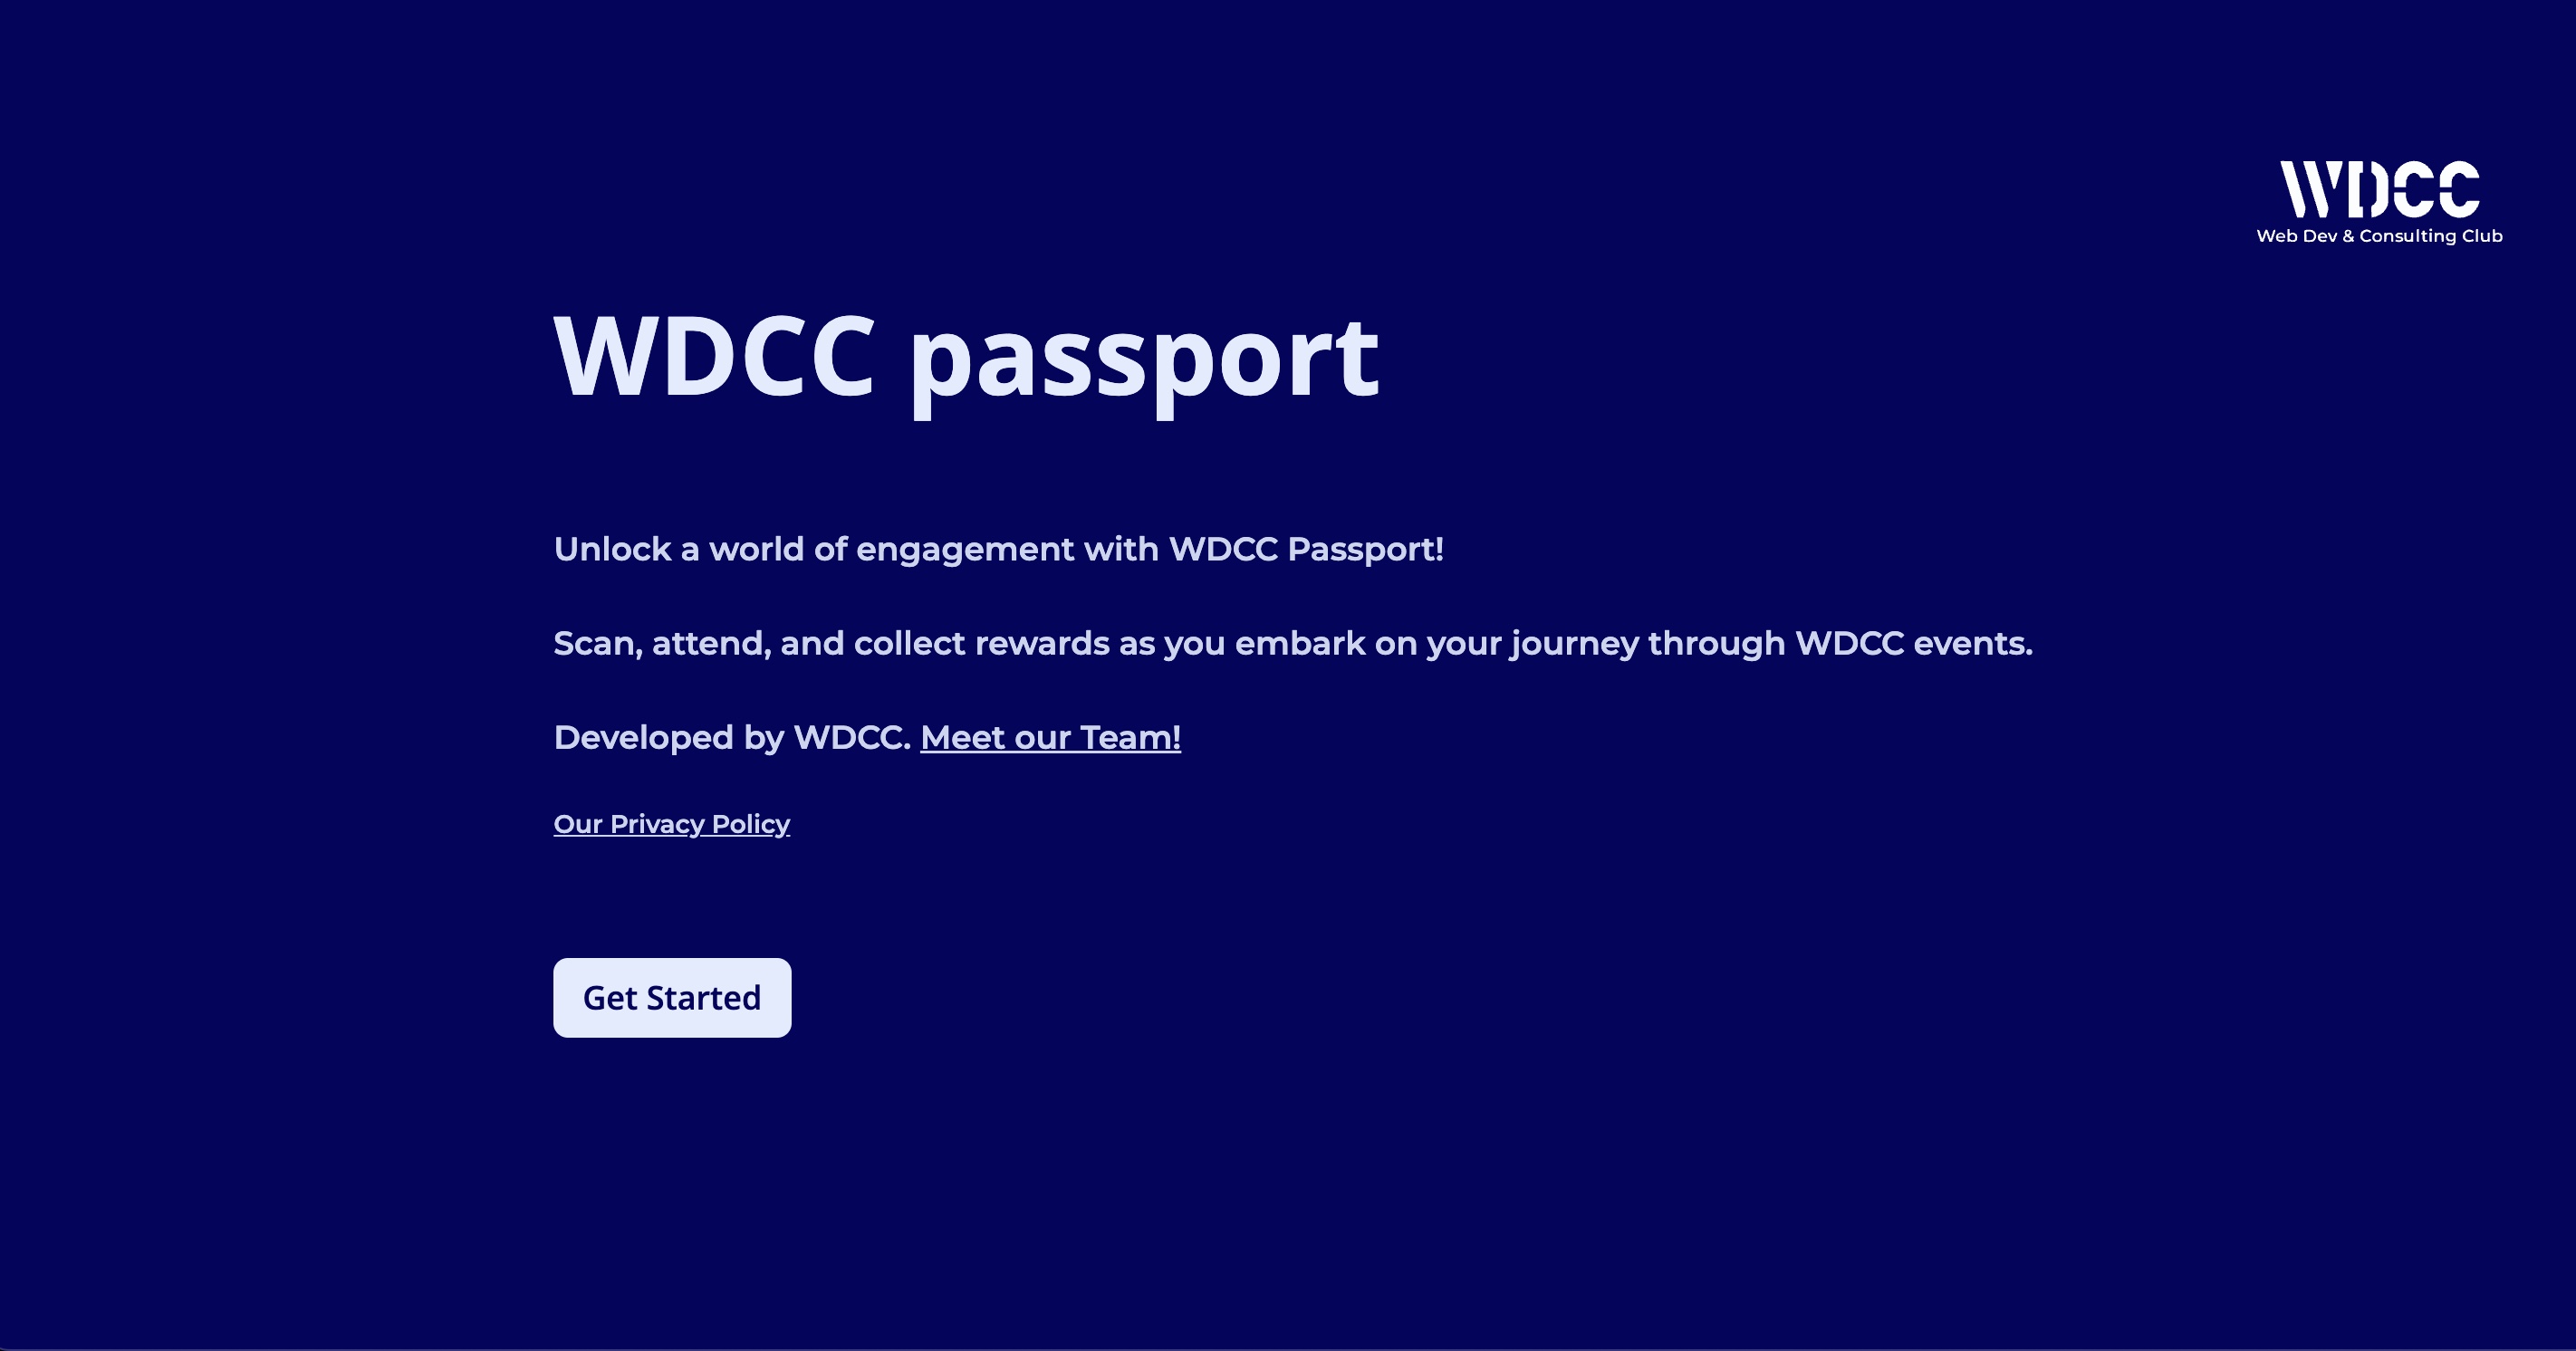 WDCC
Web Dev & Consulting Club
WDCC passport
Unlock a world of engagement with WDCC Passport!
Scan, attend, and collect rewards as you embark on your journey through WDCC events.
Developed by WDCC. Meet our Team!
Our Privacy Policy
Get Started